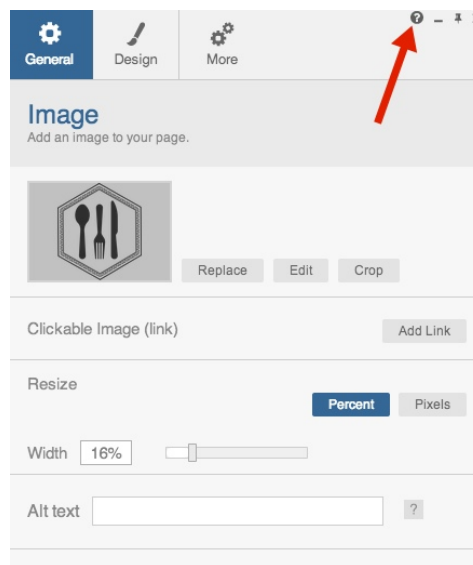 General Design More
Image
Add an image to your page.
Replace Edit Crop
Clickable Image (link) Add Link
Resize
Percent Pixels
Width 16%
Alt text ?